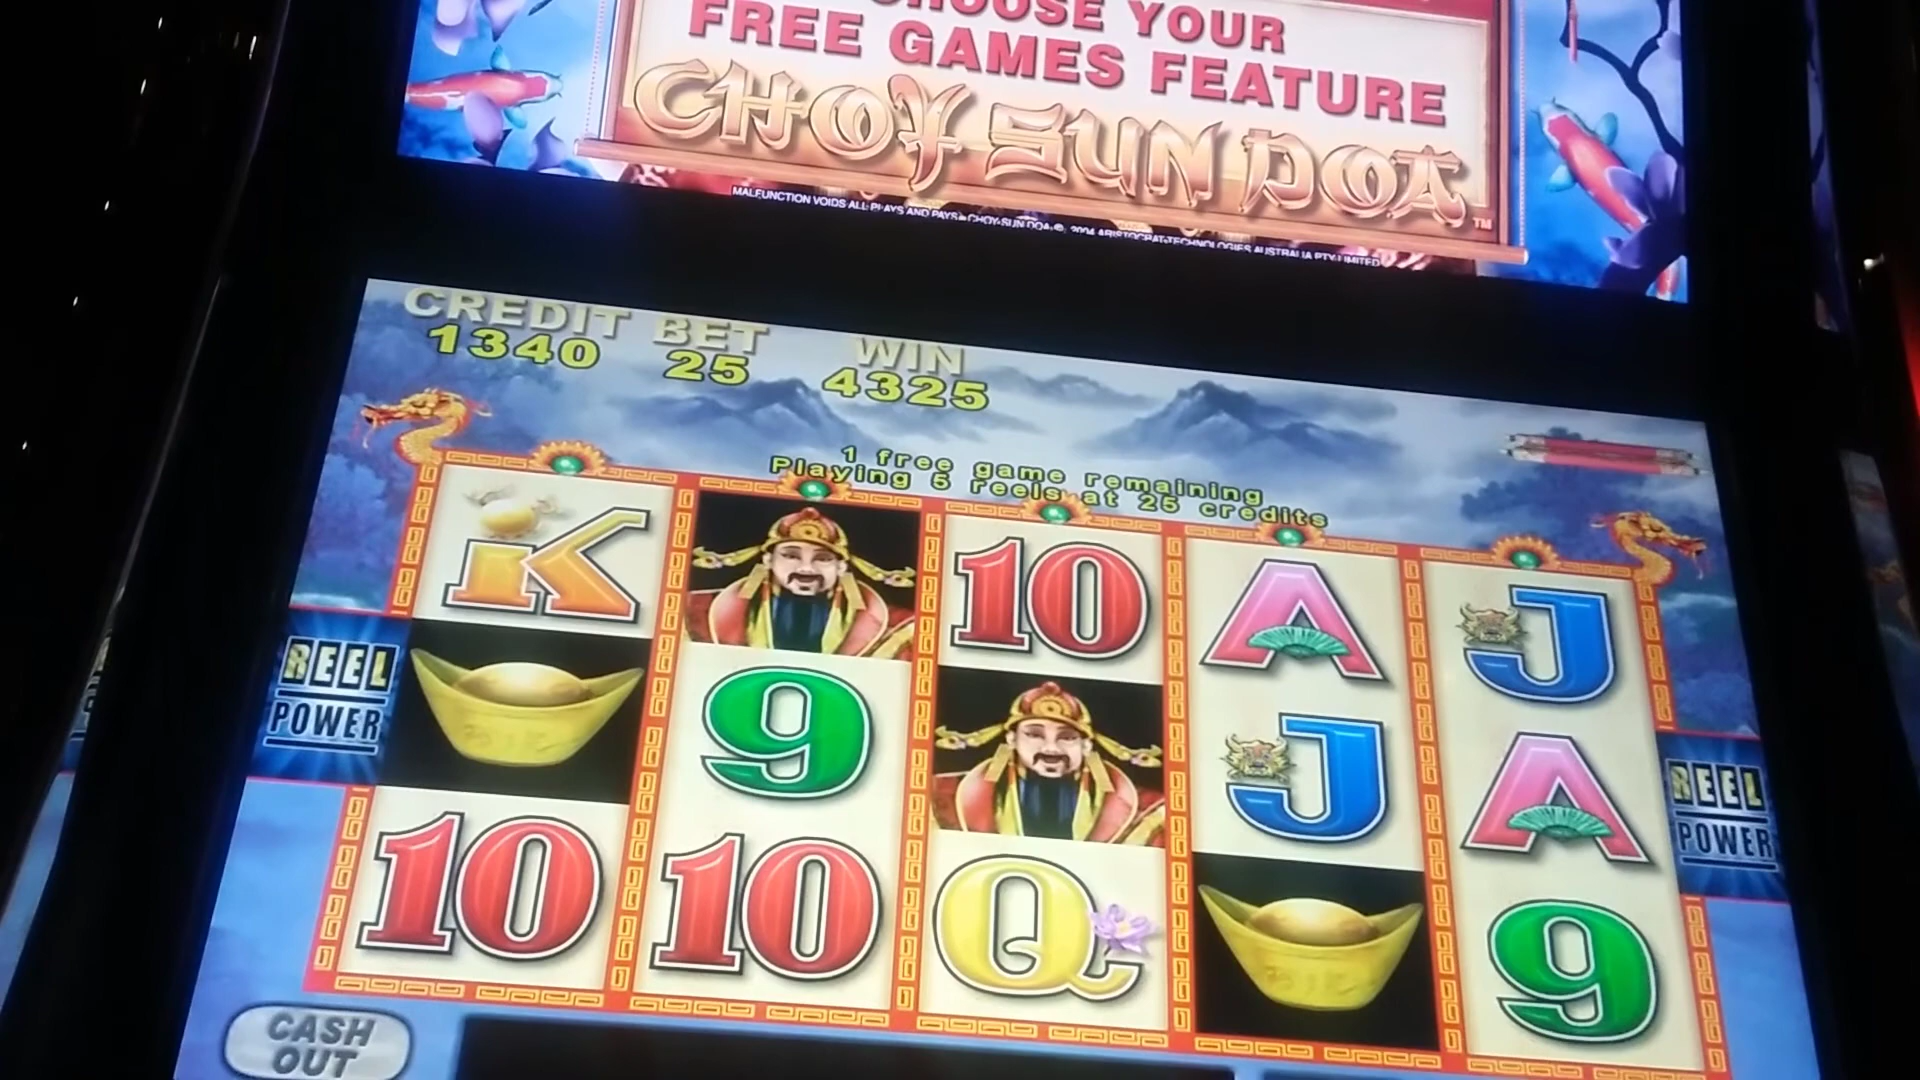 CHOOSE YOUR
FREE GAMES FEATURE
CHOY SUN DOA™
MALFUNCTION VOIDS ALL PLAYS AND PAYS CHOY SUN DOA © 2004 ARISTOCRAT TECHNOLOGIES AUSTRALIA PTY LIMITED
CREDIT BET WIN
1340 25 4325
1 free game remaining
Playing 5 reels at 25 credits
K 10 A J
REEL POWER
9 J A
REEL POWER
10 10 Q 9
CASH OUT